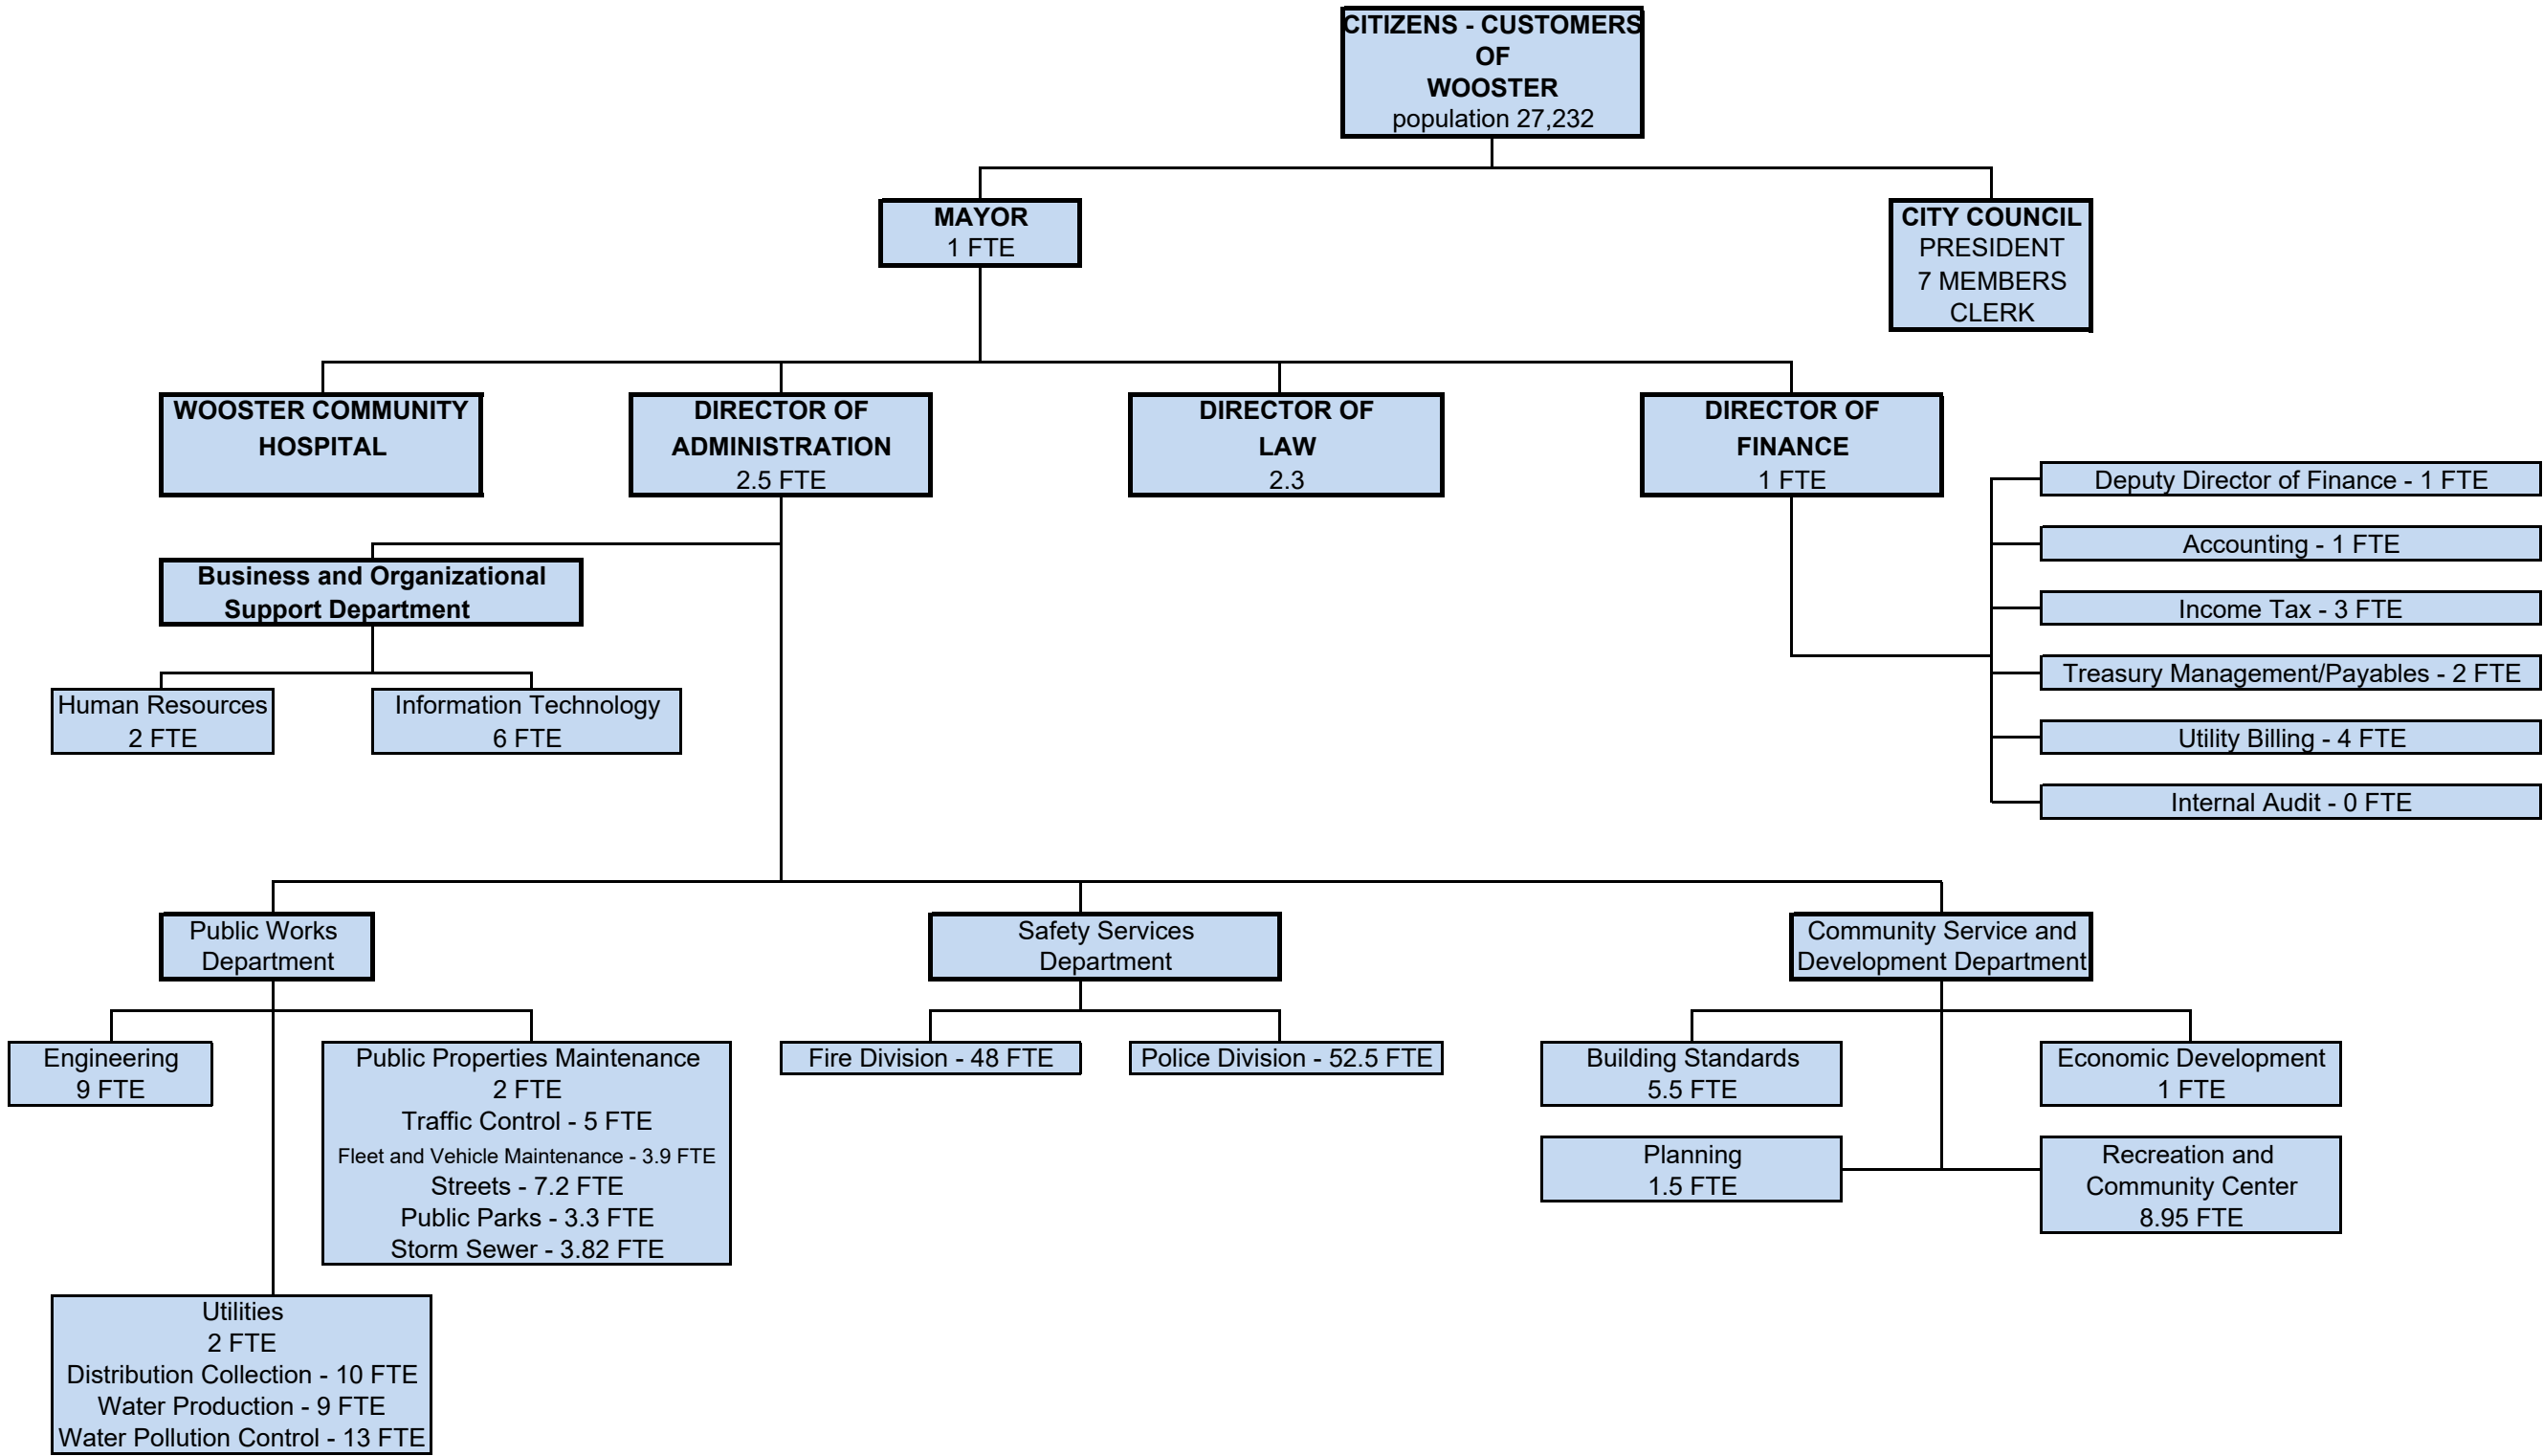 CITIZENS - CUSTOMERS
OF
WOOSTER
population 27,232
MAYOR
1 FTE
CITY COUNCIL
PRESIDENT
7 MEMBERS
CLERK
WOOSTER COMMUNITY
HOSPITAL
DIRECTOR OF
ADMINISTRATION
2.5 FTE
DIRECTOR OF
LAW
2.3
DIRECTOR OF
FINANCE
1 FTE
Deputy Director of Finance - 1 FTE
Accounting - 1 FTE
Income Tax - 3 FTE
Treasury Management/Payables - 2 FTE
Utility Billing - 4 FTE
Internal Audit - 0 FTE
Business and Organizational
Support Department
Human Resources
2 FTE
Information Technology
6 FTE
Public Works
Department
Safety Services
Department
Community Service and
Development Department
Engineering
9 FTE
Public Properties Maintenance
2 FTE
Traffic Control - 5 FTE
Fleet and Vehicle Maintenance - 3.9 FTE
Streets - 7.2 FTE
Public Parks - 3.3 FTE
Storm Sewer - 3.82 FTE
Utilities
2 FTE
Distribution Collection - 10 FTE
Water Production - 9 FTE
Water Pollution Control - 13 FTE
Fire Division - 48 FTE
Police Division - 52.5 FTE
Building Standards
5.5 FTE
Economic Development
1 FTE
Planning
1.5 FTE
Recreation and
Community Center
8.95 FTE